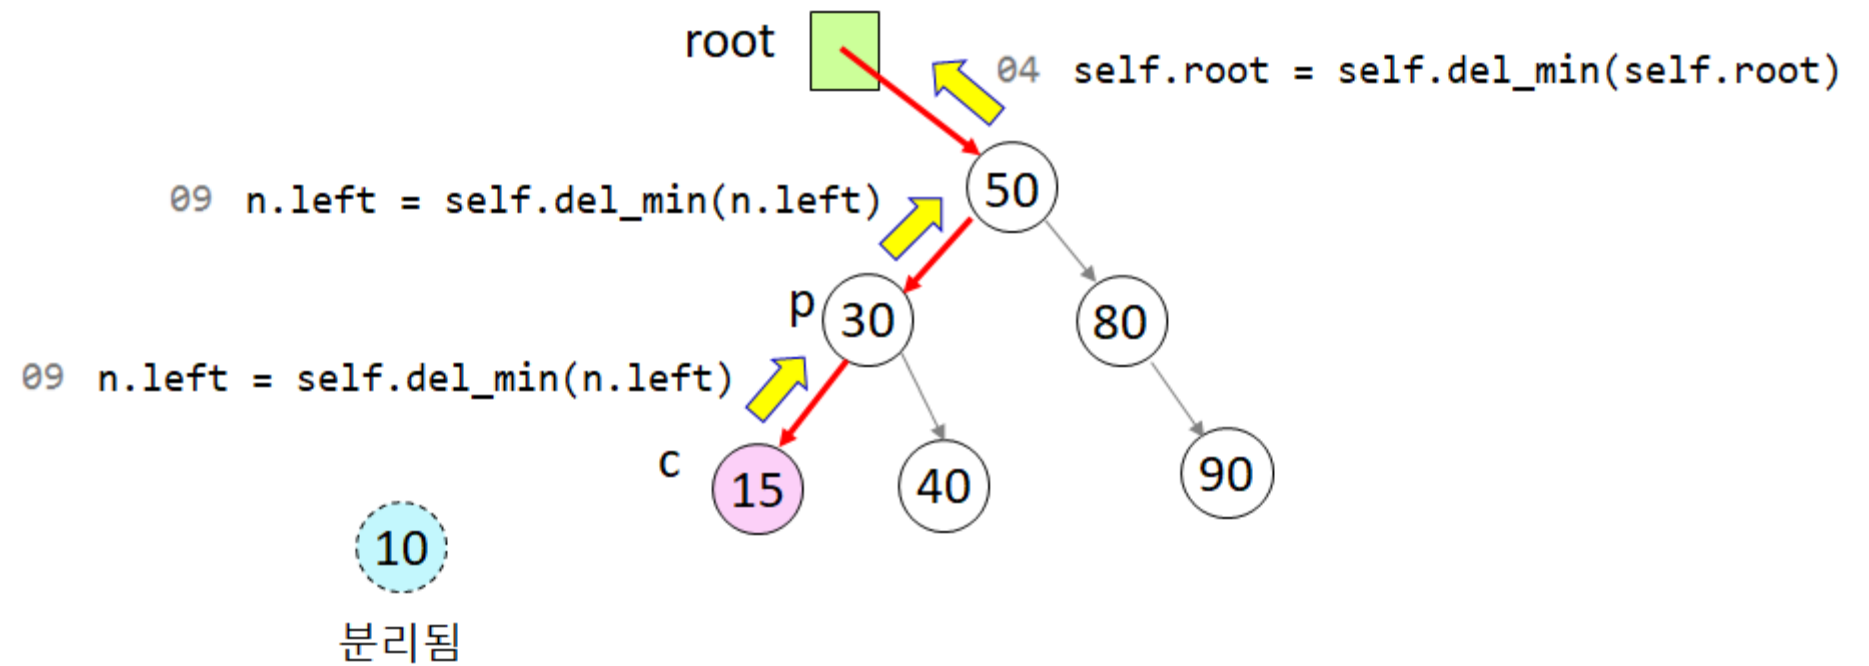 root
04 self.root = self.del_min(self.root)
50
09 n.left = self.del_min(n.left)
p
30
80
09 n.left = self.del_min(n.left)
c
15
40
90
10
분리됨